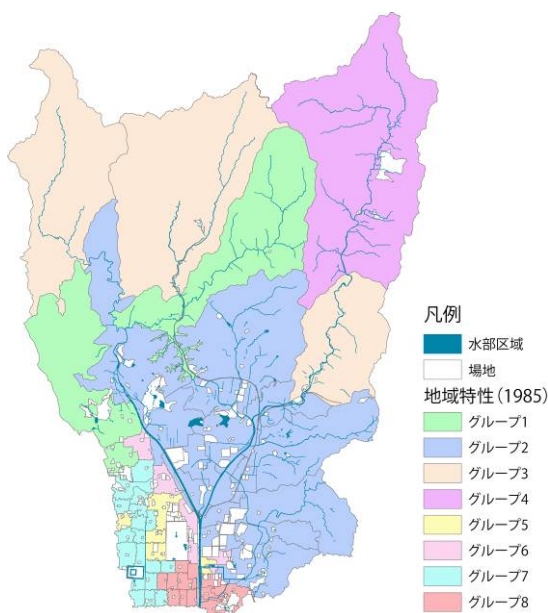 凡例
水部区域
場地
地域特性(1985)
グループ1
グループ2
グループ3
グループ4
グループ5
グループ6
グループ7
グループ8